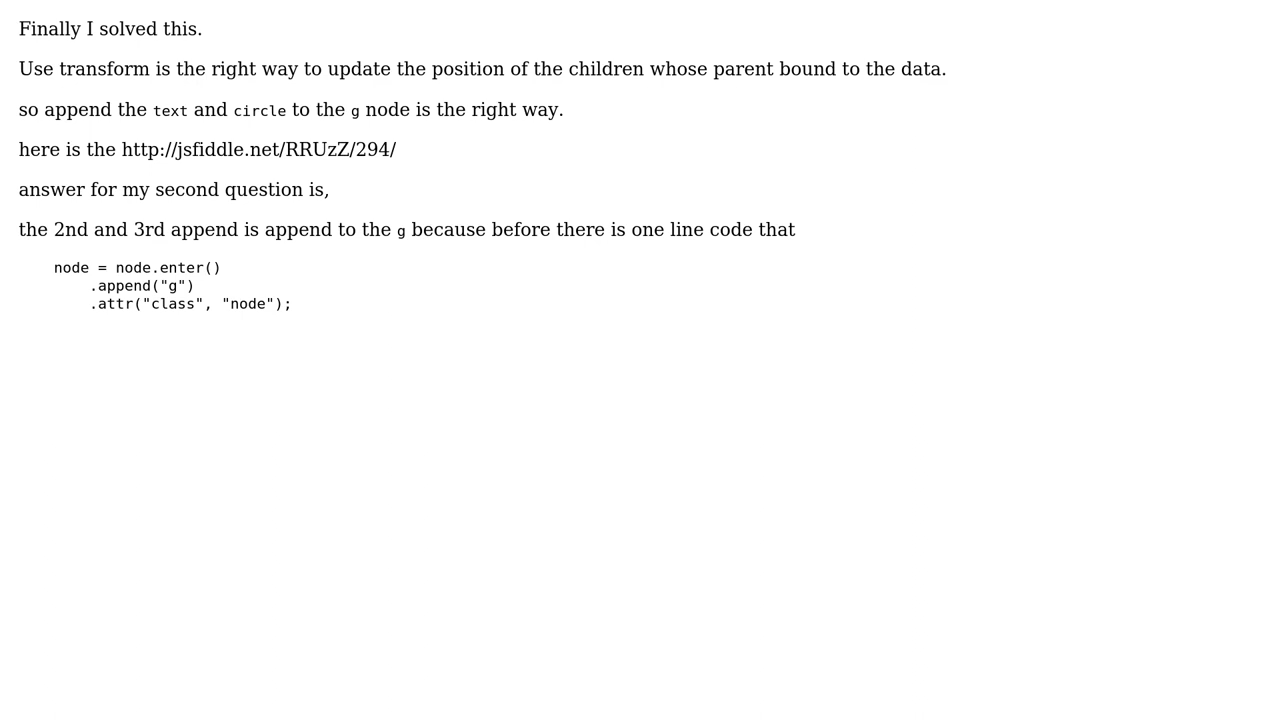 Finally I solved this.
Use transform is the right way to update the position of the children whose parent bound to the data.
so append the text and circle to the g node is the right way.
here is the http://jsfiddle.net/RRUzZ/294/
answer for my second question is,
the 2nd and 3rd append is append to the g because before there is one line code that
    node = node.enter()
        .append("g")
        .attr("class", "node");